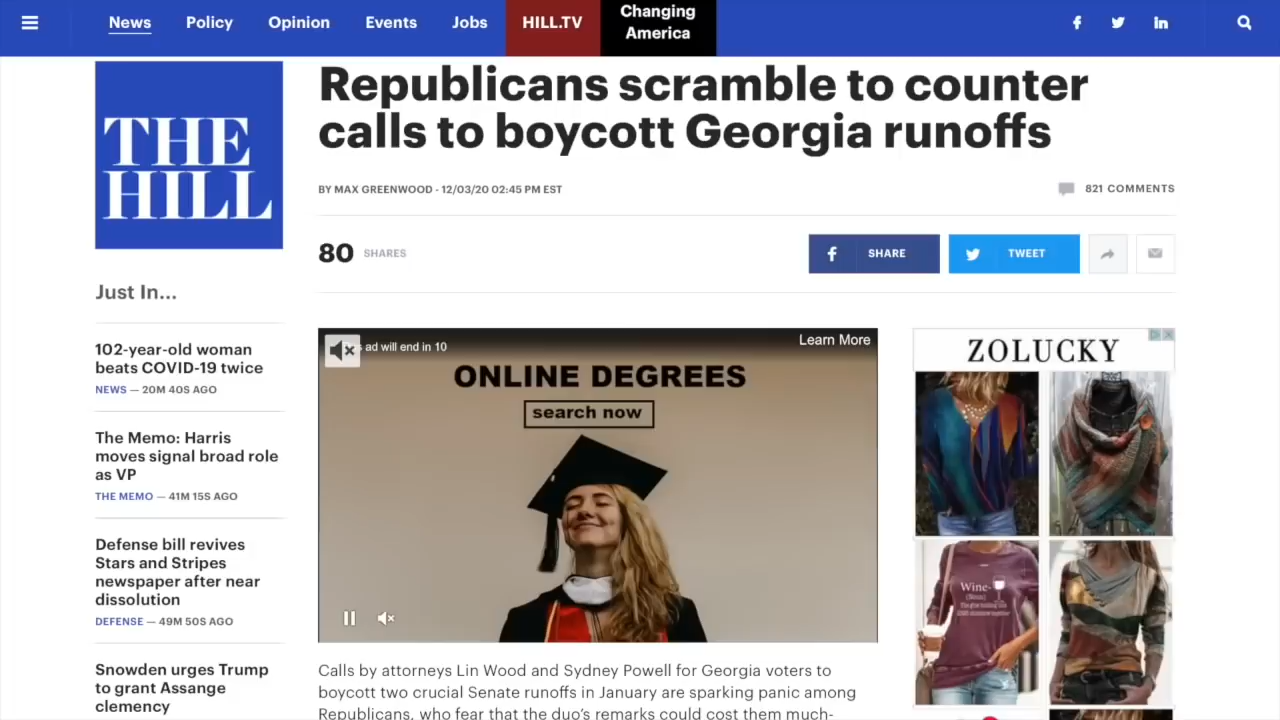 News
Policy
Opinion
Events
Jobs
HILL.TV
Changing
America
THE
HILL
Republicans scramble to counter
calls to boycott Georgia runoffs
BY MAX GREENWOOD - 12/03/20 02:45 PM EST
821 COMMENTS
80 SHARES
SHARE
TWEET
Just In...
102-year-old woman
beats COVID-19 twice
NEWS — 20M 40S AGO
The Memo: Harris
moves signal broad role
as VP
THE MEMO — 41M 15S AGO
Defense bill revives
Stars and Stripes
newspaper after near
dissolution
DEFENSE — 49M 50S AGO
Snowden urges Trump
to grant Assange
clemency
ad will end in 10
Learn More
ONLINE DEGREES
search now
Calls by attorneys Lin Wood and Sydney Powell for Georgia voters to
boycott two crucial Senate runoffs in January are sparking panic among
Republicans, who fear that the duo's remarks could cost them much-
ZOLUCKY
Wine-